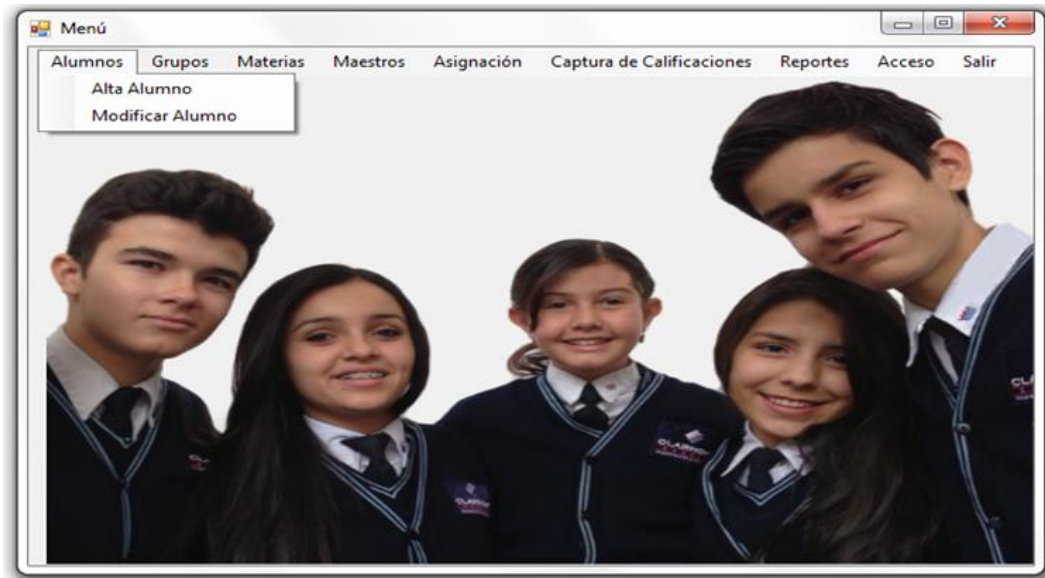 Menú
Alumnos Grupos Materias Maestros Asignación Captura de Calificaciones Reportes Acceso Salir
Alta Alumno
Modificar Alumno